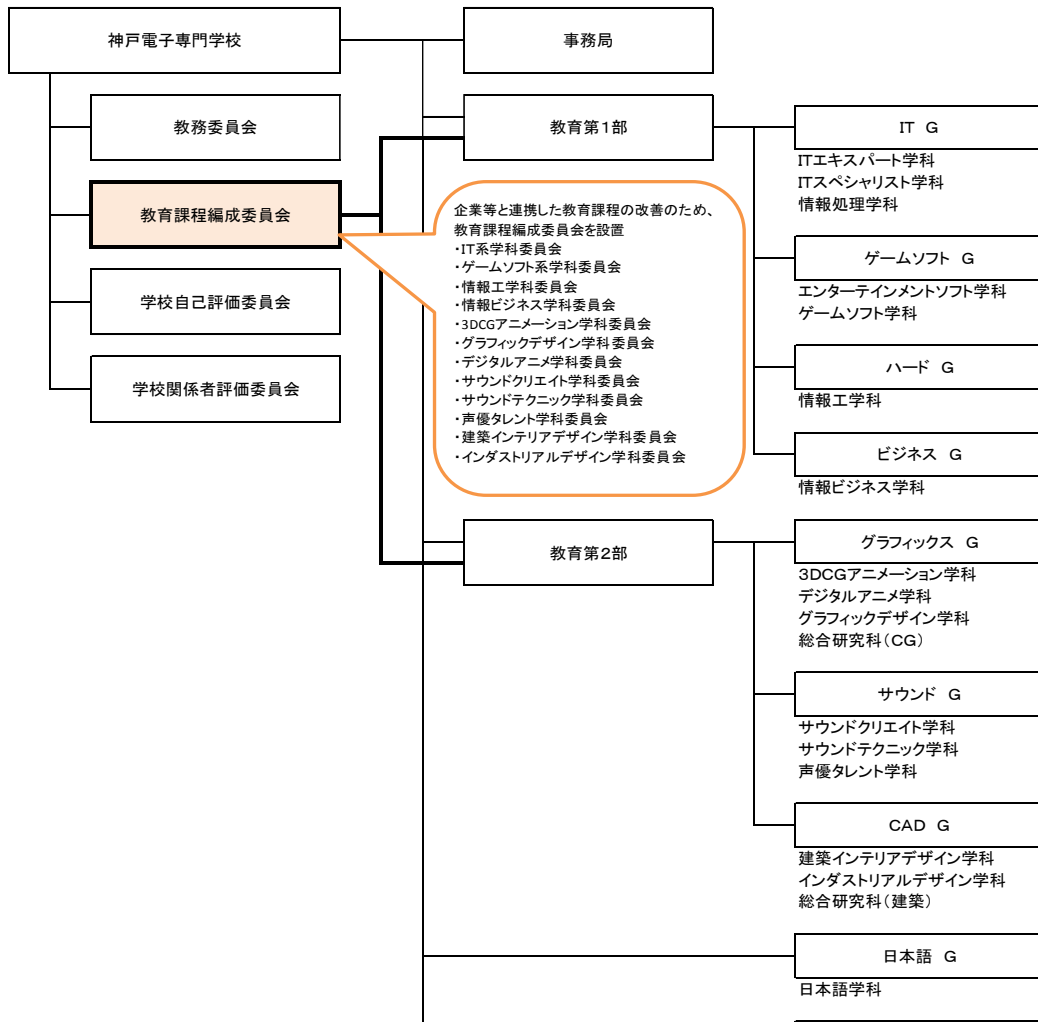 神戸電子専門学校
事務局
教務委員会
教育課程編成委員会
学校自己評価委員会
学校関係者評価委員会
教育第1部
企業等と連携した教育課程の改善のため、
教育課程編成委員会を設置
・IT系学科委員会
・ゲームソフト系学科委員会
・情報工学科委員会
・情報ビジネス学科委員会
・3DCGアニメーション学科委員会
・グラフィックデザイン学科委員会
・デジタルアニメ学科委員会
・サウンドクリエイト学科委員会
・サウンドテクニック学科委員会
・声優タレント学科委員会
・建築インテリアデザイン学科委員会
・インダストリアルデザイン学科委員会
IT G
ITエキスパート学科
ITスペシャリスト学科
情報処理学科
ゲームソフト G
エンターテインメントソフト学科
ゲームソフト学科
ハード G
情報工学科
ビジネス G
情報ビジネス学科
教育第2部
グラフィックス G
3DCGアニメーション学科
デジタルアニメ学科
グラフィックデザイン学科
総合研究科(CG)
サウンド G
サウンドクリエイト学科
サウンドテクニック学科
声優タレント学科
CAD G
建築インテリアデザイン学科
インダストリアルデザイン学科
総合研究科(建築)
日本語 G
日本語学科